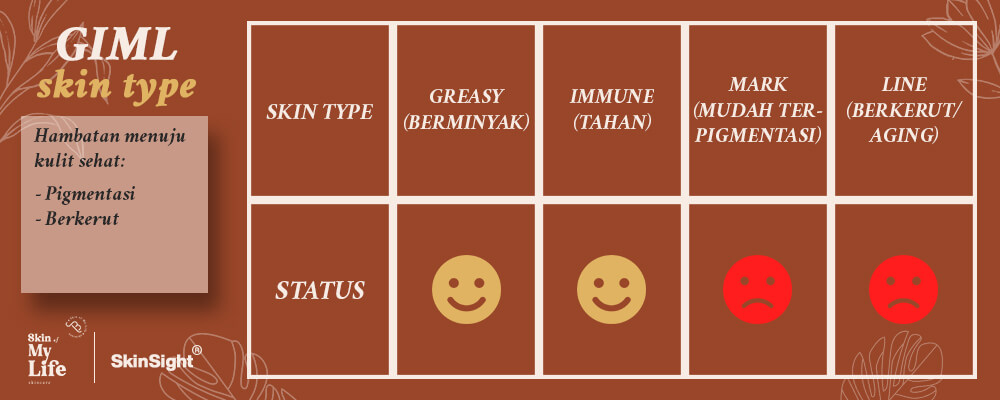 GIML
skin type
Hambatan menuju
kulit sehat:
- Pigmentasi
- Berkerut
SKIN TYPE
GREASY
(BERMINYAK)
IMMUNE
(TAHAN)
MARK
(MUDAH TER-
PIGMENTASI)
LINE
(BERKERUT/
AGING)
STATUS
Skin of
My
Life
skincare
SkinSight®